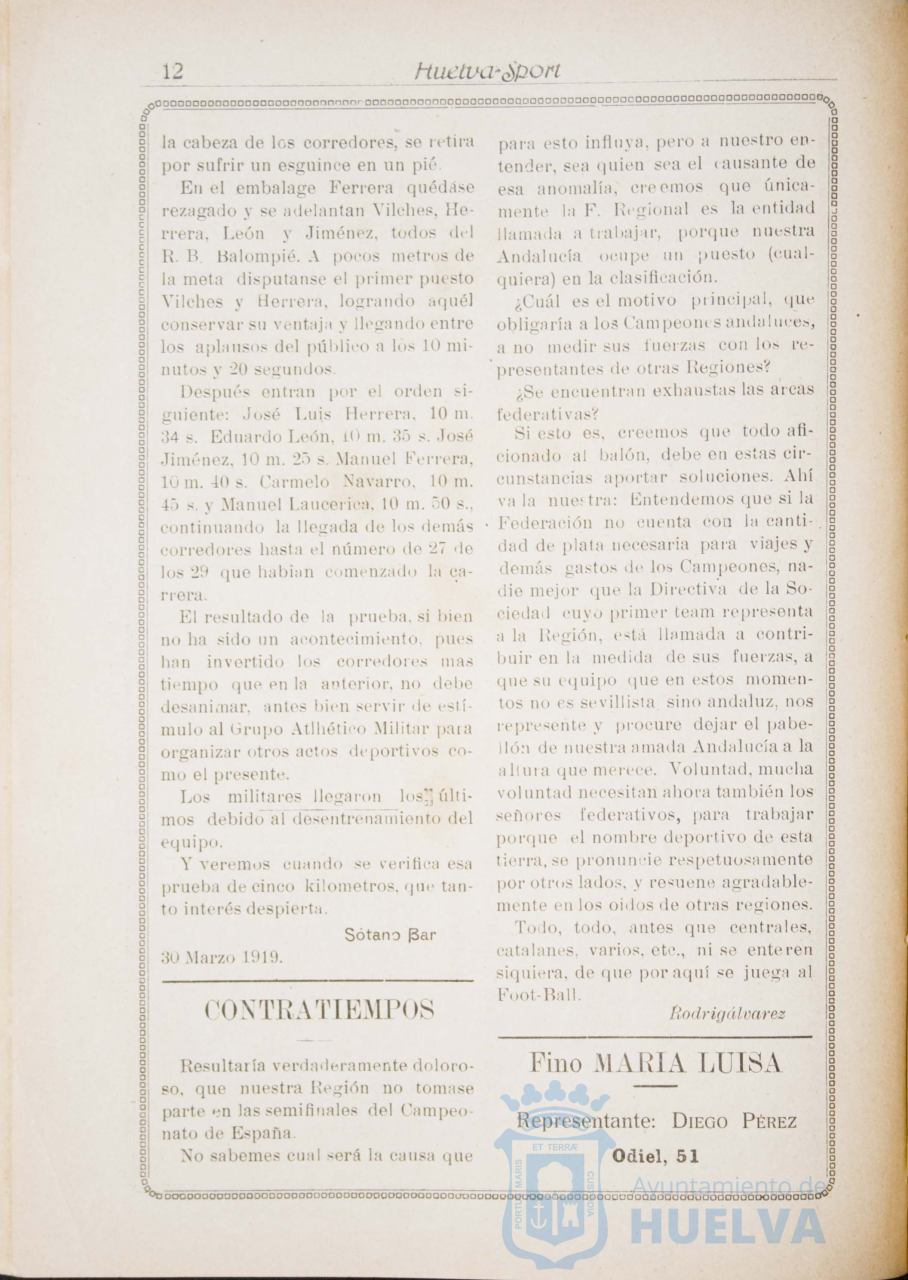 12
Huelva-Sport
la cabeza de los corredores, se retira
por sufrir un esguince en un pié.
En el embalage Ferrera quédase
rezagado y se adelantan Vilches, He-
rrera, León y Jiménez, todos del
R. B. Balompié. A pocos metros de
la meta disputanse el primer puesto
Vilches y Herrera, logrando aquél
conservar su ventaja y llegando entre
los aplausos del público a los 10 mi-
nutos y 20 segundos.
Después entran por el orden si-
guiente: José Luis Herrera, 10 m.
34 s. Eduardo León, 10 m. 35 s. José
Jiménez, 10 m. 25 s. Manuel Ferrera,
10 m. 40 s. Carmelo Navarro, 10 m.
45 s. y Manuel Laucerica, 10 m. 50 s.,
continuando la llegada de los demás
corredores hasta el número de 27 de
los 29 que habian comenzado la ca-
rrera.
El resultado de la prueba, si bien
no ha sido un acontecimiento, pues
han invertido los corredores mas
tiempo que en la anterior, no debe
desanimar, antes bien servir de estí-
mulo al Grupo Atlhético Militar para
organizar otros actos deportivos co-
mo el presente.
Los militares llegaron los últi-
mos debido al desentrenamiento del
equipo.
Y veremos cuando se verifica esa
prueba de cinco kilometros, que tan-
to interés despierta.
Sótano Bar
30 Marzo 1919.
CONTRATIEMPOS
Resultaría verdaderamente doloro-
so, que nuestra Región no tomase
parte en las semifinales del Campeo-
nato de España.
No sabemos cual será la causa que
para esto influya, pero a nuestro en-
tender, sea quien sea el causante de
esa anomalía, creemos que única-
mente la F. Regional es la entidad
llamada a trabajar, porque nuestra
Andalucía ocupe un puesto (cual-
quiera) en la clasificación.
¿Cuál es el motivo principal, que
obligaría a los Campeones andaluces,
a no medir sus fuerzas con los re-
presentantes de otras Regiones?
¿Se encuentran exhaustas las arcas
federativas?
Si esto es, creemos que todo afi-
cionado al balón, debe en estas cir-
cunstancias aportar soluciones. Ahí
va la nuestra: Entendemos que si la
Federación no cuenta con la canti-
dad de plata necesaria para viajes y
demás gastos de los Campeones, na-
die mejor que la Directiva de la So-
ciedad cuyo primer team representa
a la Región, está llamada a contri-
buir en la medida de sus fuerzas, a
que su equipo que en estos momen-
tos no es sevillista sino andaluz, nos
represente y procure dejar el pabe-
llón de nuestra amada Andalucía a la
altura que merece. Voluntad, mucha
voluntad necesitan ahora también los
señores federativos, para trabajar
porque el nombre deportivo de esta
tierra, se pronuncie respetuosamente
por otros lados, y resuene agradable-
mente en los oidos de otras regiones.
Todo, todo, antes que centrales,
catalanes, varios, etc., ni se enteren
siquiera, de que por aquí se juega al
Foot-Ball.
Rodrigálvarez
Fino MARIA LUISA
Representante: DIEGO PÉREZ
Odiel, 51
PORTUS MARIS
ET TERRÆ
CUSTODIA
Ayuntamiento de
HUELVA